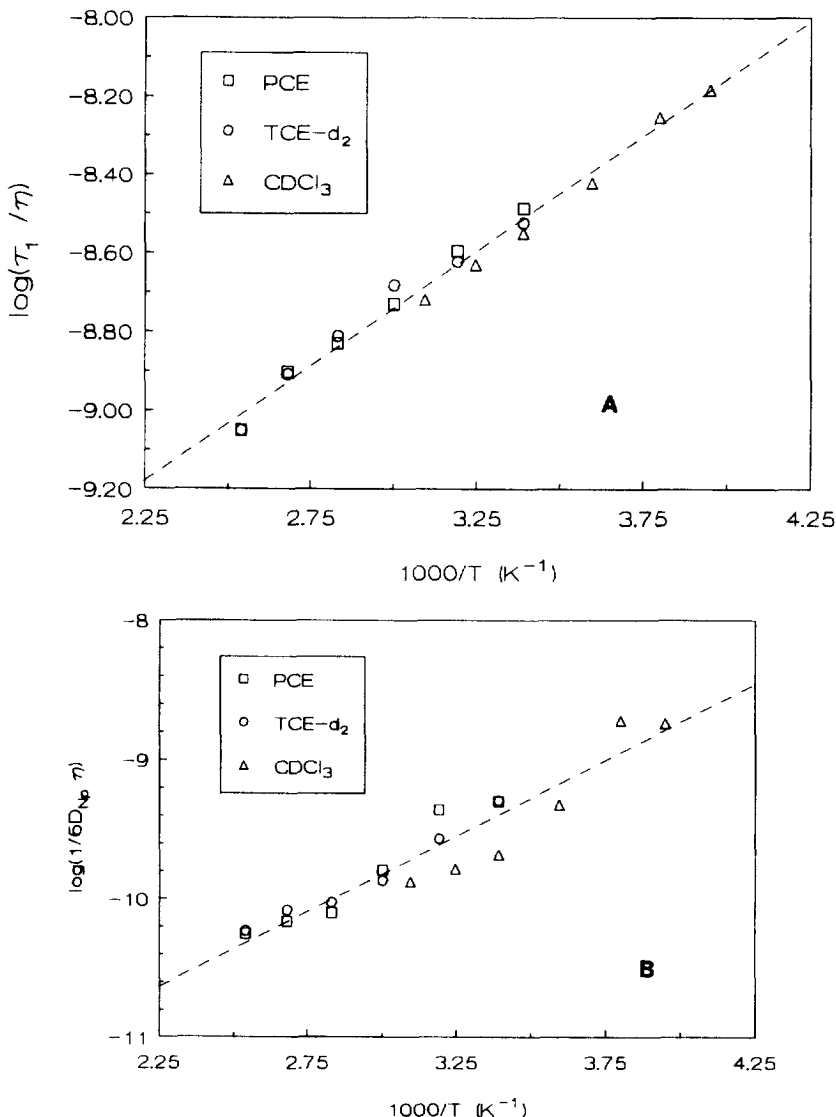 -8.00
-8.20
-8.40
-8.60
-8.80
-9.00
-9.20
log(τ₁ /η)
PCE
TCE-d₂
CDCl₃
A
2.25 2.75 3.25 3.75 4.25
1000/T (K⁻¹)
-8
-9
-10
-11
log(1/6D_Np η)
PCE
TCE-d₂
CDCl₃
B
2.25 2.75 3.25 3.75 4.25
1000/T (K⁻¹)